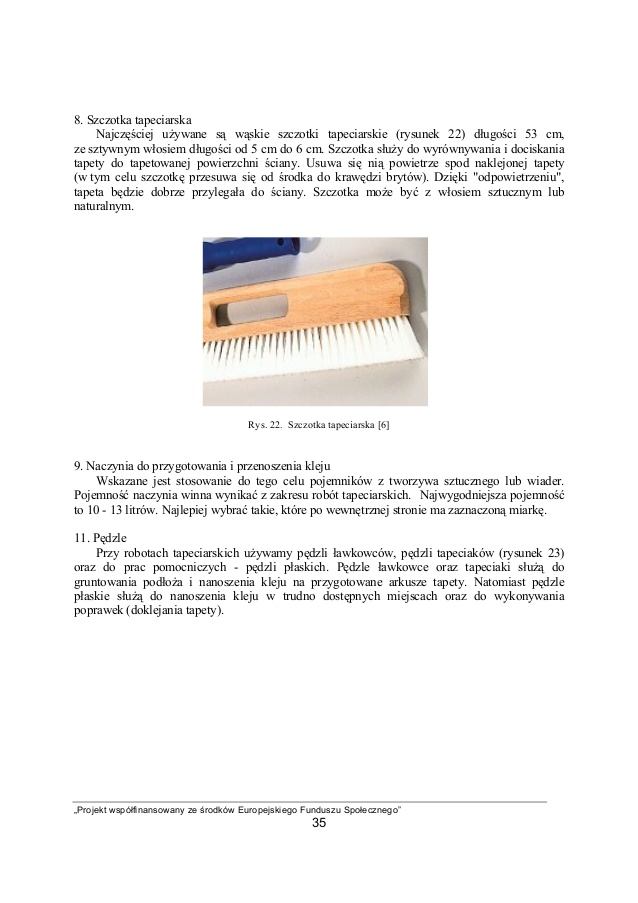 8. Szczotka tapeciarska
Najczęściej używane są wąskie szczotki tapeciarskie (rysunek 22) długości 53 cm,
ze sztywnym włosiem długości od 5 cm do 6 cm. Szczotka służy do wyrównywania i dociskania
tapety do tapetowanej powierzchni ściany. Usuwa się nią powietrze spod naklejonej tapety
(w tym celu szczotkę przesuwa się od środka do krawędzi brytów). Dzięki "odpowietrzeniu",
tapeta będzie dobrze przylegała do ściany. Szczotka może być z włosiem sztucznym lub
naturalnym.
Rys. 22. Szczotka tapeciarska [6]
9. Naczynia do przygotowania i przenoszenia kleju
Wskazane jest stosowanie do tego celu pojemników z tworzywa sztucznego lub wiader.
Pojemność naczynia winna wynikać z zakresu robót tapeciarskich. Najwygodniejsza pojemność
to 10 - 13 litrów. Najlepiej wybrać takie, które po wewnętrznej stronie ma zaznaczoną miarkę.
11. Pędzle
Przy robotach tapeciarskich używamy pędzli ławkowców, pędzli tapeciaków (rysunek 23)
oraz do prac pomocniczych - pędzli płaskich. Pędzle ławkowce oraz tapeciaki służą do
gruntowania podłoża i nanoszenia kleju na przygotowane arkusze tapety. Natomiast pędzle
płaskie służą do nanoszenia kleju w trudno dostępnych miejscach oraz do wykonywania
poprawek (doklejania tapety).
„Projekt współfinansowany ze środków Europejskiego Funduszu Społecznego”
35